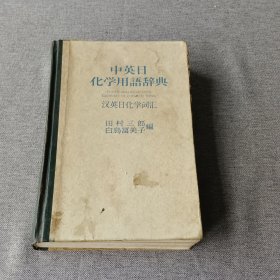 中英日
化学用語辞典
汉英日化学词汇
田村三郎
白鳥富美子 編